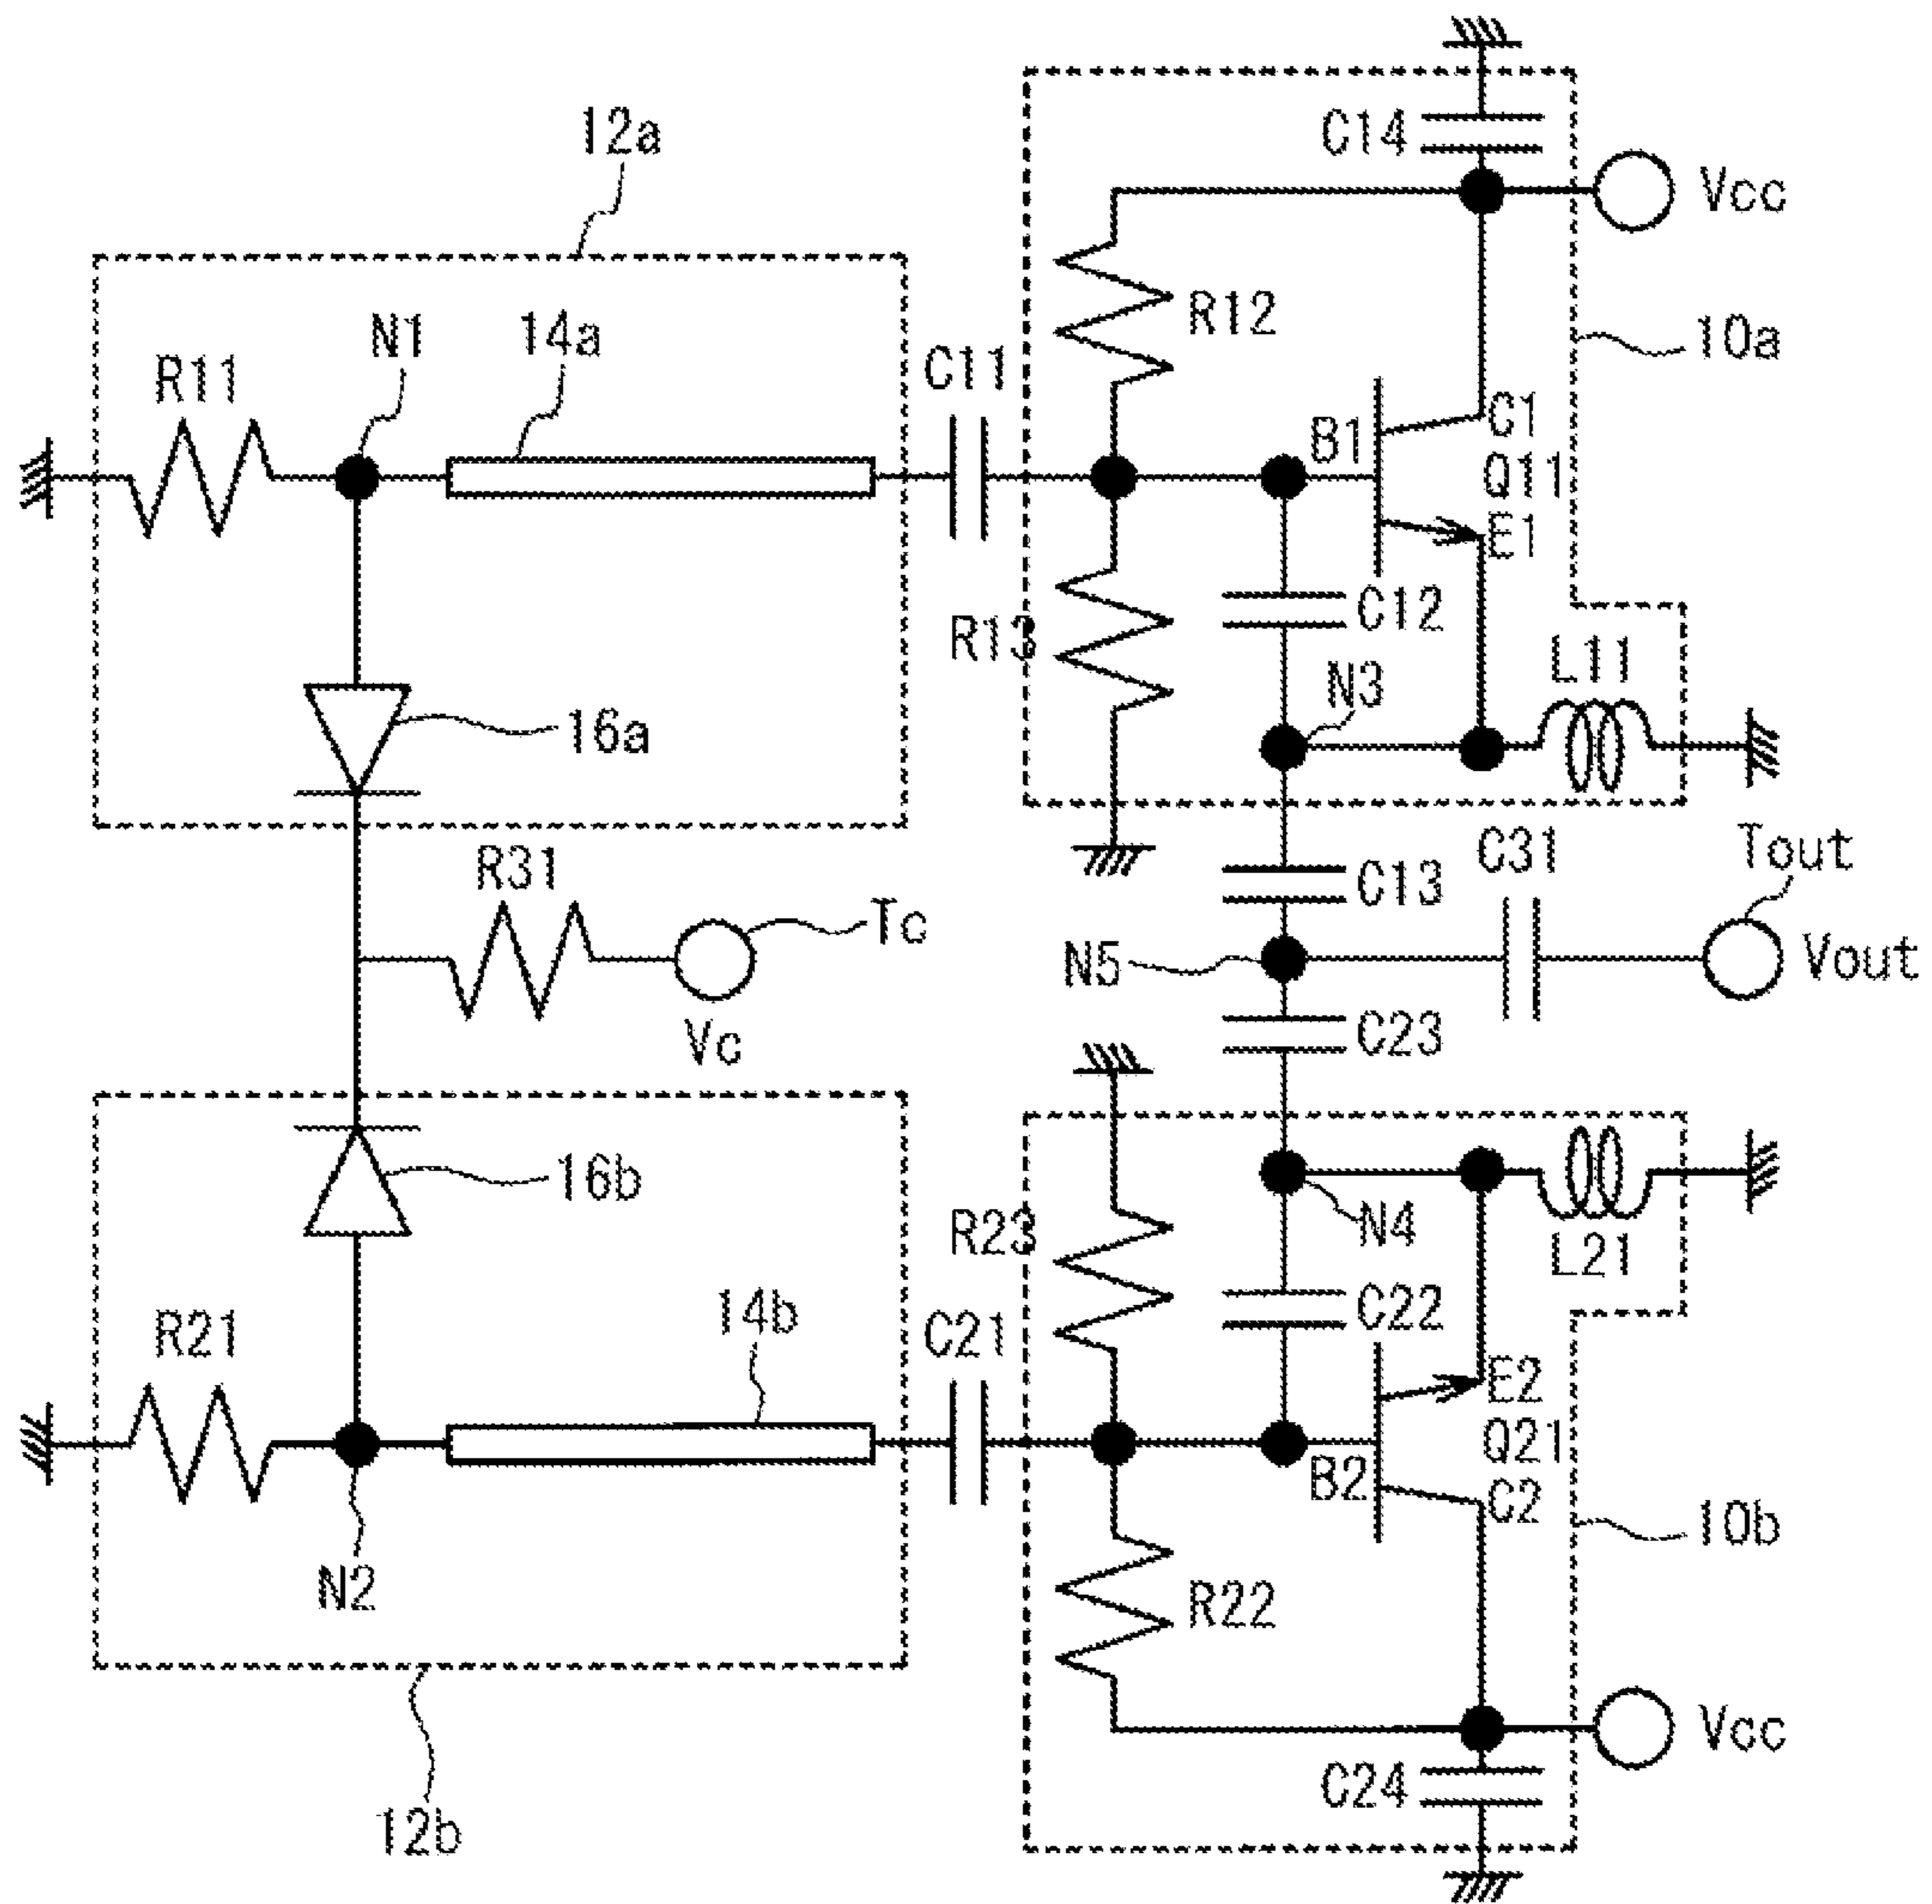 C14
Vcc
12a
N1
14a
R12
10a
R11
C11
B1
C1
Q11
E1
C12
R13
L11
N3
16a
R31
C13
C31
Tout
Tc
N5
Vout
Vc
C23
16b
R23
N4
L21
14b
C22
R21
C21
E2
Q21
B2
C2
10b
N2
R22
Vcc
C24
12b